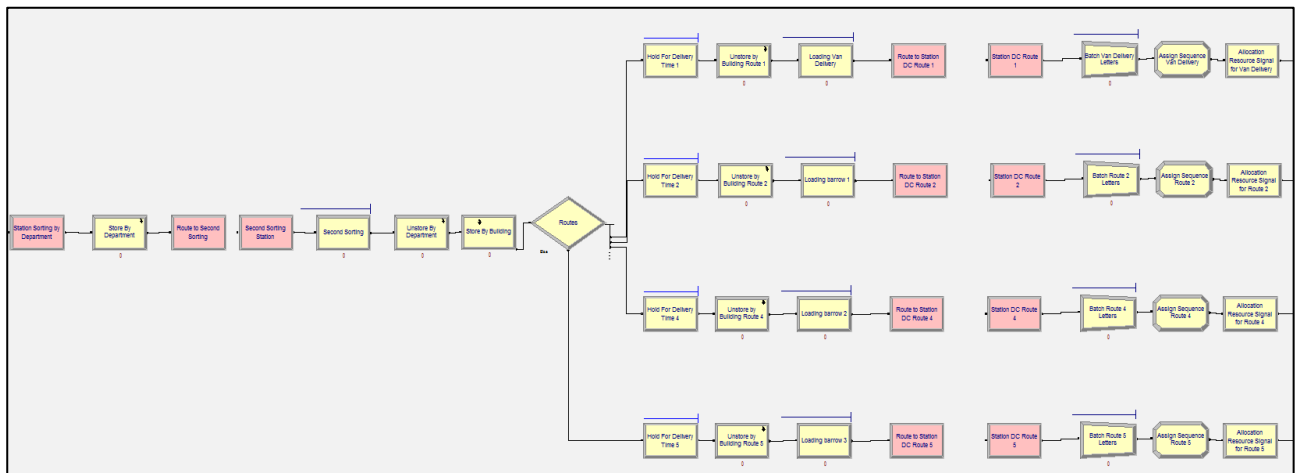 Station Sorting by
Department
Store By
Department
0
Route to Second
Sorting
Second Sorting
Station
Second Sorting
0
Unstore By
Department
0
Store By Building
0
Routes
Else
Hold For Delivery
Time 1
Unstore by
Building Route 1
0
Loading Van
Delivery
0
Route to Station
DC Route 1
Station DC Route
1
Batch Van Delivery
Letters
0
Assign Sequence
Van Delivery
Allocation
Resource Signal
for Van Delivery
Hold For Delivery
Time 2
Unstore by
Building Route 2
0
Loading barrow 1
0
Route to Station
DC Route 2
Station DC Route
2
Batch Route 2
Letters
0
Assign Sequence
Route 2
Allocation
Resource Signal
for Route 2
Hold For Delivery
Time 4
Unstore by
Building Route 4
0
Loading barrow 2
0
Route to Station
DC Route 4
Station DC Route
4
Batch Route 4
Letters
0
Assign Sequence
Route 4
Allocation
Resource Signal
for Route 4
Hold For Delivery
Time 5
Unstore by
Building Route 5
0
Loading barrow 3
0
Route to Station
DC Route 5
Station DC Route
5
Batch Route 5
Letters
0
Assign Sequence
Route 5
Allocation
Resource Signal
for Route 5